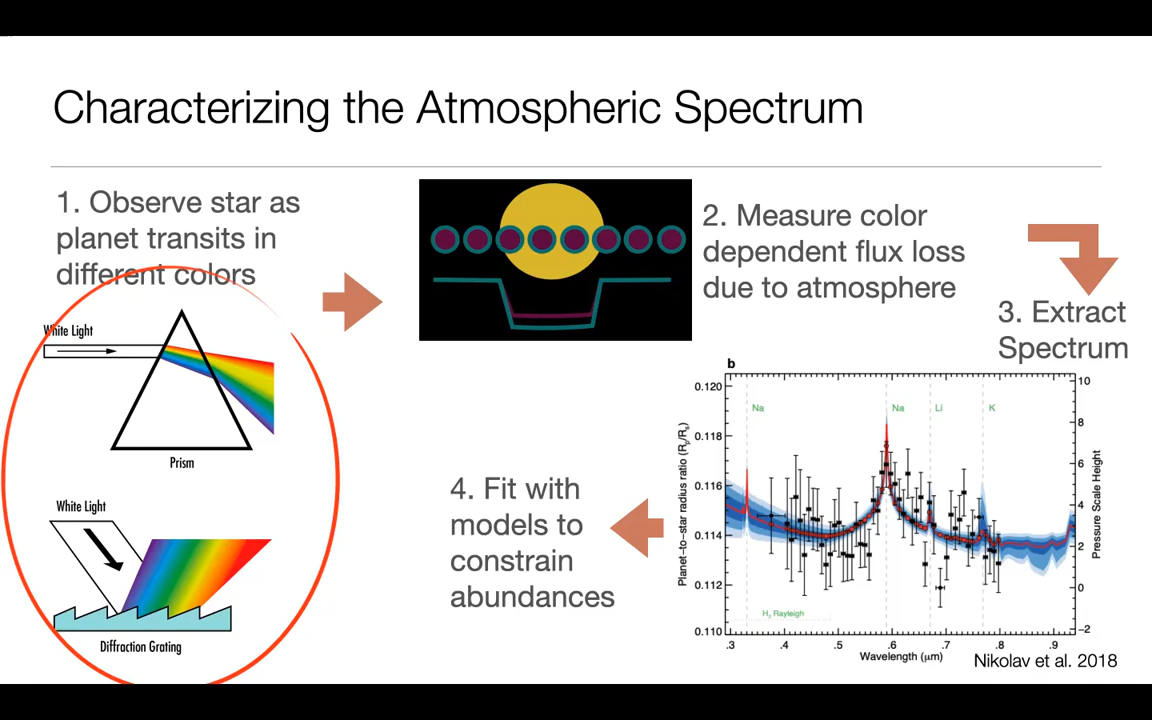 Characterizing the Atmospheric Spectrum
1. Observe star as
planet transits in
different colors
White Light
Prism
White Light
Diffraction Grating
2. Measure color
dependent flux loss
due to atmosphere
3. Extract
Spectrum
4. Fit with
models to
constrain
abundances
b
0.120
0.118
0.116
0.114
0.112
0.110
Planet-to-star radius ratio (Rp/Rs)
Na
Na
Li
K
H2 Rayleigh
10
8
6
4
2
0
-2
Pressure Scale Height
.3
.4
.5
.6
.7
.8
.9
Wavelength (μm)
Nikolav et al. 2018